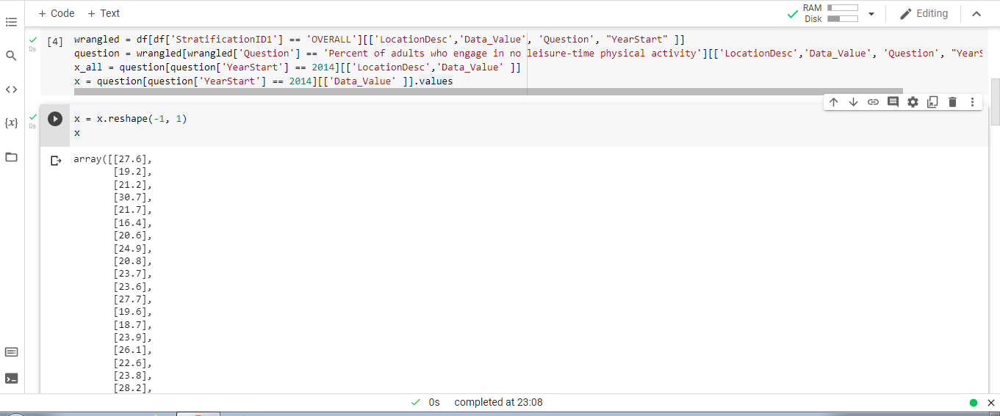 + Code + Text
RAM
Disk
Editing
[4]
0s
wrangled = df[df['StratificationID1'] == 'OVERALL'][['LocationDesc','Data_Value', 'Question', "YearStart" ]]
question = wrangled[wrangled['Question'] == 'Percent of adults who engage in no leisure-time physical activity'][['LocationDesc','Data_Value', 'Question', "YearS
x_all = question[question['YearStart'] == 2014][['LocationDesc','Data_Value' ]]
x = question[question['YearStart'] == 2014][['Data_Value' ]].values
0s
x = x.reshape(-1, 1)
x
{x}
array([[27.6],
[19.2],
[21.2],
[30.7],
[21.7],
[16.4],
[20.6],
[24.9],
[20.8],
[23.7],
[23.6],
[27.7],
[19.6],
[18.7],
[23.9],
[26.1],
[22.6],
[23.8],
[28.2],
0s completed at 23:08